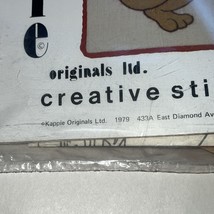 e
©
originals ltd.
creative sti
Kappie Originals Ltd. 1979 433A East Diamond Av